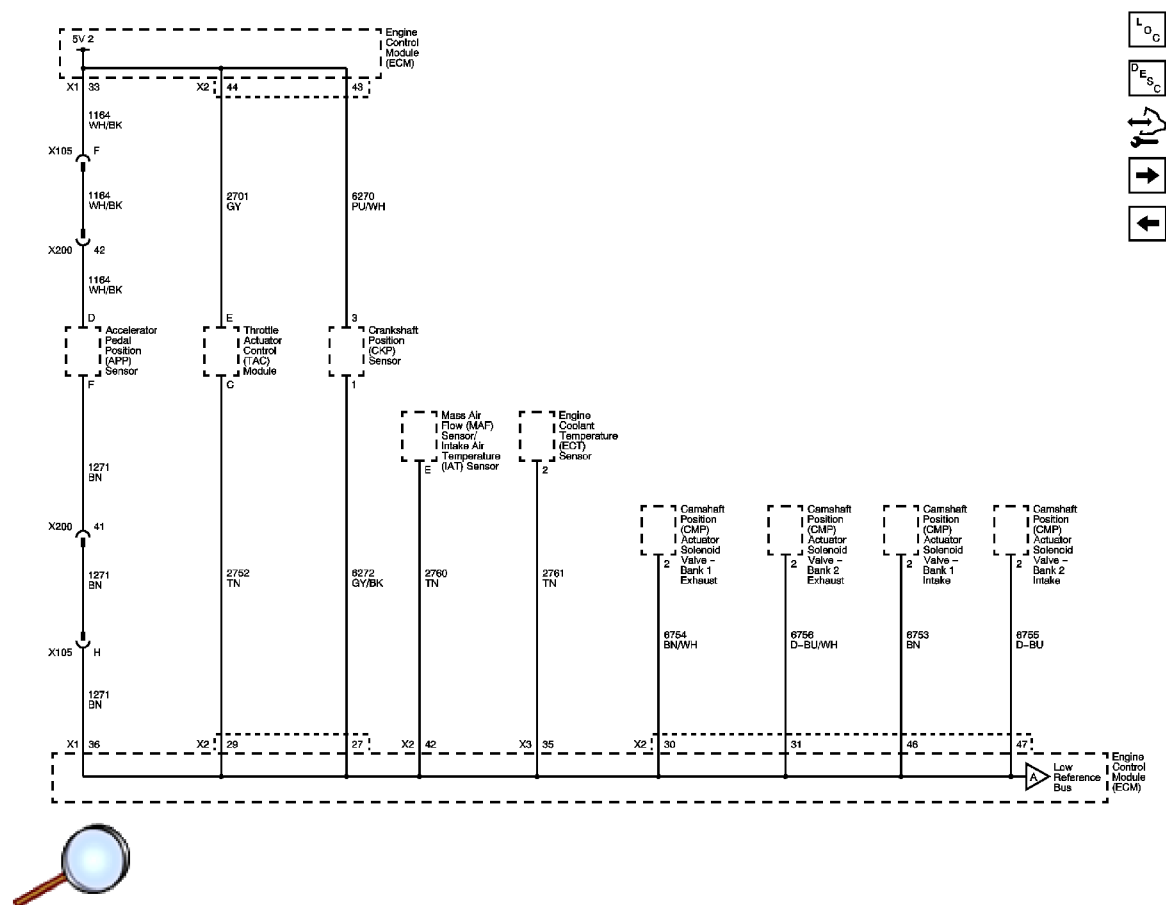 5V 2
Engine
Control
Module
(ECM)
X1 33
X2 44
43
1164
WH/BK
X105 F
1164
WH/BK
2701
GY
6270
PU/WH
X200 42
1164
WH/BK
D
Accelerator
Pedal
Position
(APP)
Sensor
F
E
Throttle
Actuator
Control
(TAC)
Module
C
3
Crankshaft
Position
(CKP)
Sensor
1
Mass Air
Flow (MAF)
Sensor/
Intake Air
Temperature
(IAT) Sensor
E
Engine
Coolant
Temperature
(ECT)
Sensor
2
1271
BN
X200 41
Camshaft
Position
(CMP)
Actuator
Solenoid
Valve –
Bank 1
Exhaust
2
Camshaft
Position
(CMP)
Actuator
Solenoid
Valve –
Bank 2
Exhaust
2
Camshaft
Position
(CMP)
Actuator
Solenoid
Valve –
Bank 1
Intake
2
Camshaft
Position
(CMP)
Actuator
Solenoid
Valve –
Bank 2
Intake
2
1271
BN
2752
TN
6272
GY/BK
2760
TN
2761
TN
X105 H
6754
BN/WH
6756
D-BU/WH
6753
BN
6755
D-BU
1271
BN
X1 36
X2 29
27
X2 42
X3 35
X2 30
31
46
47
A
Low
Reference
Bus
Engine
Control
Module
(ECM)
LOC
DESC